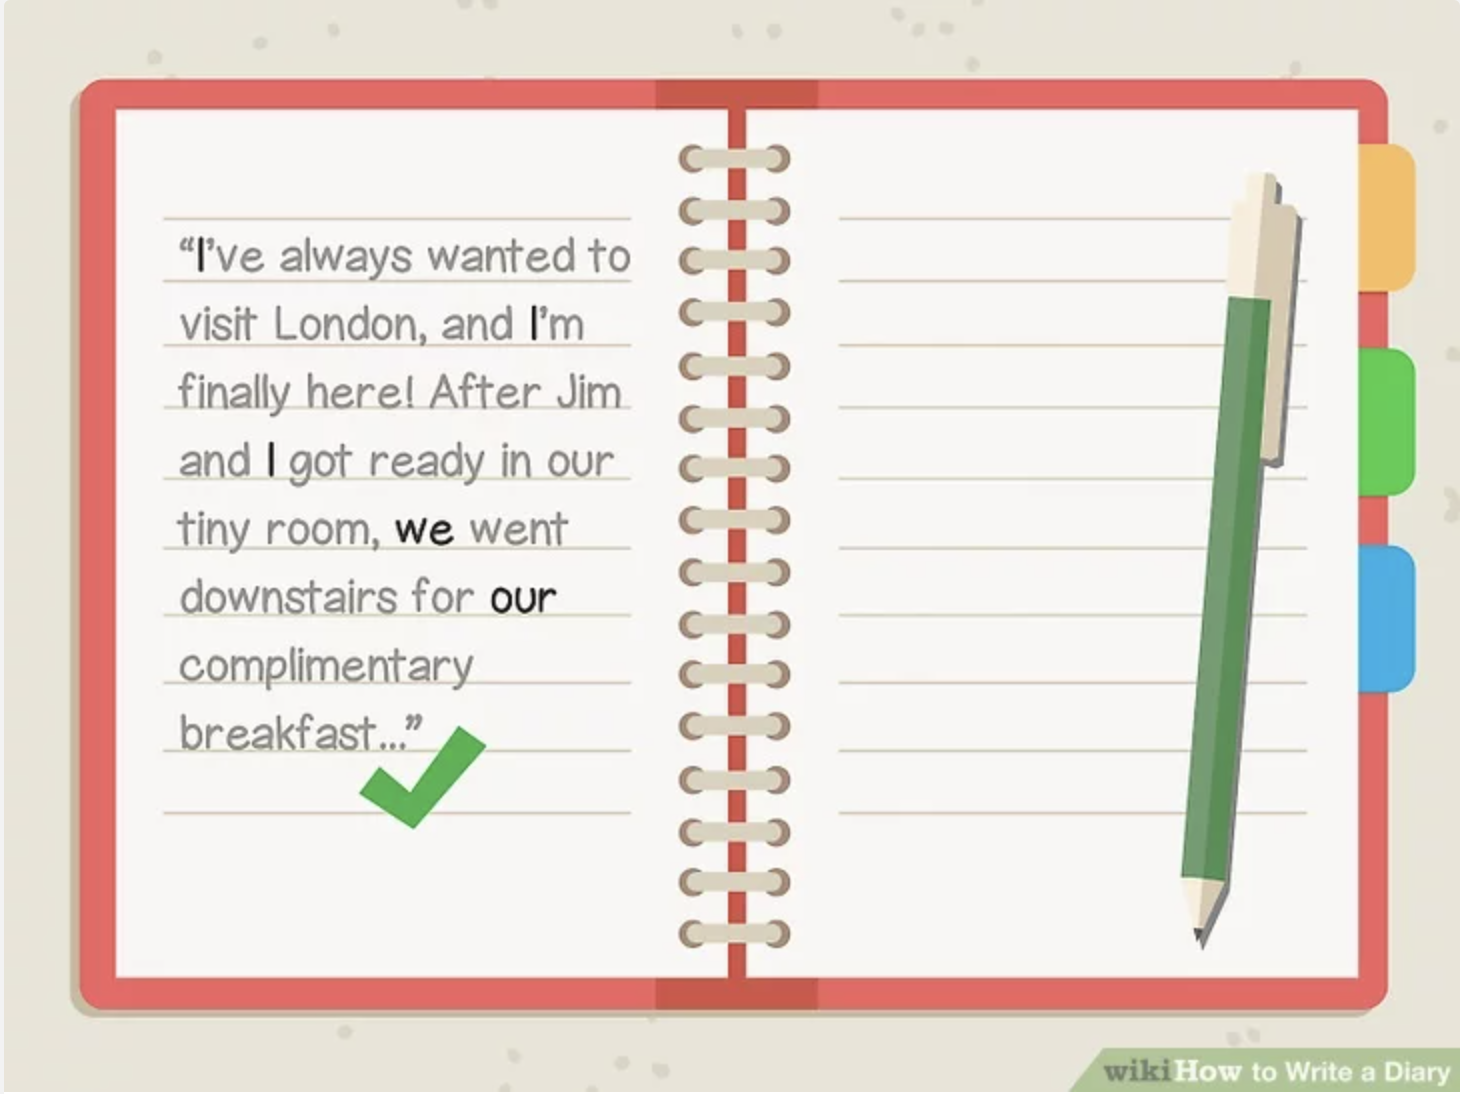 “I’ve always wanted to
visit London, and I’m
finally here! After Jim
and I got ready in our
tiny room, we went
downstairs for our
complimentary
breakfast...”
wikiHow to Write a Diary